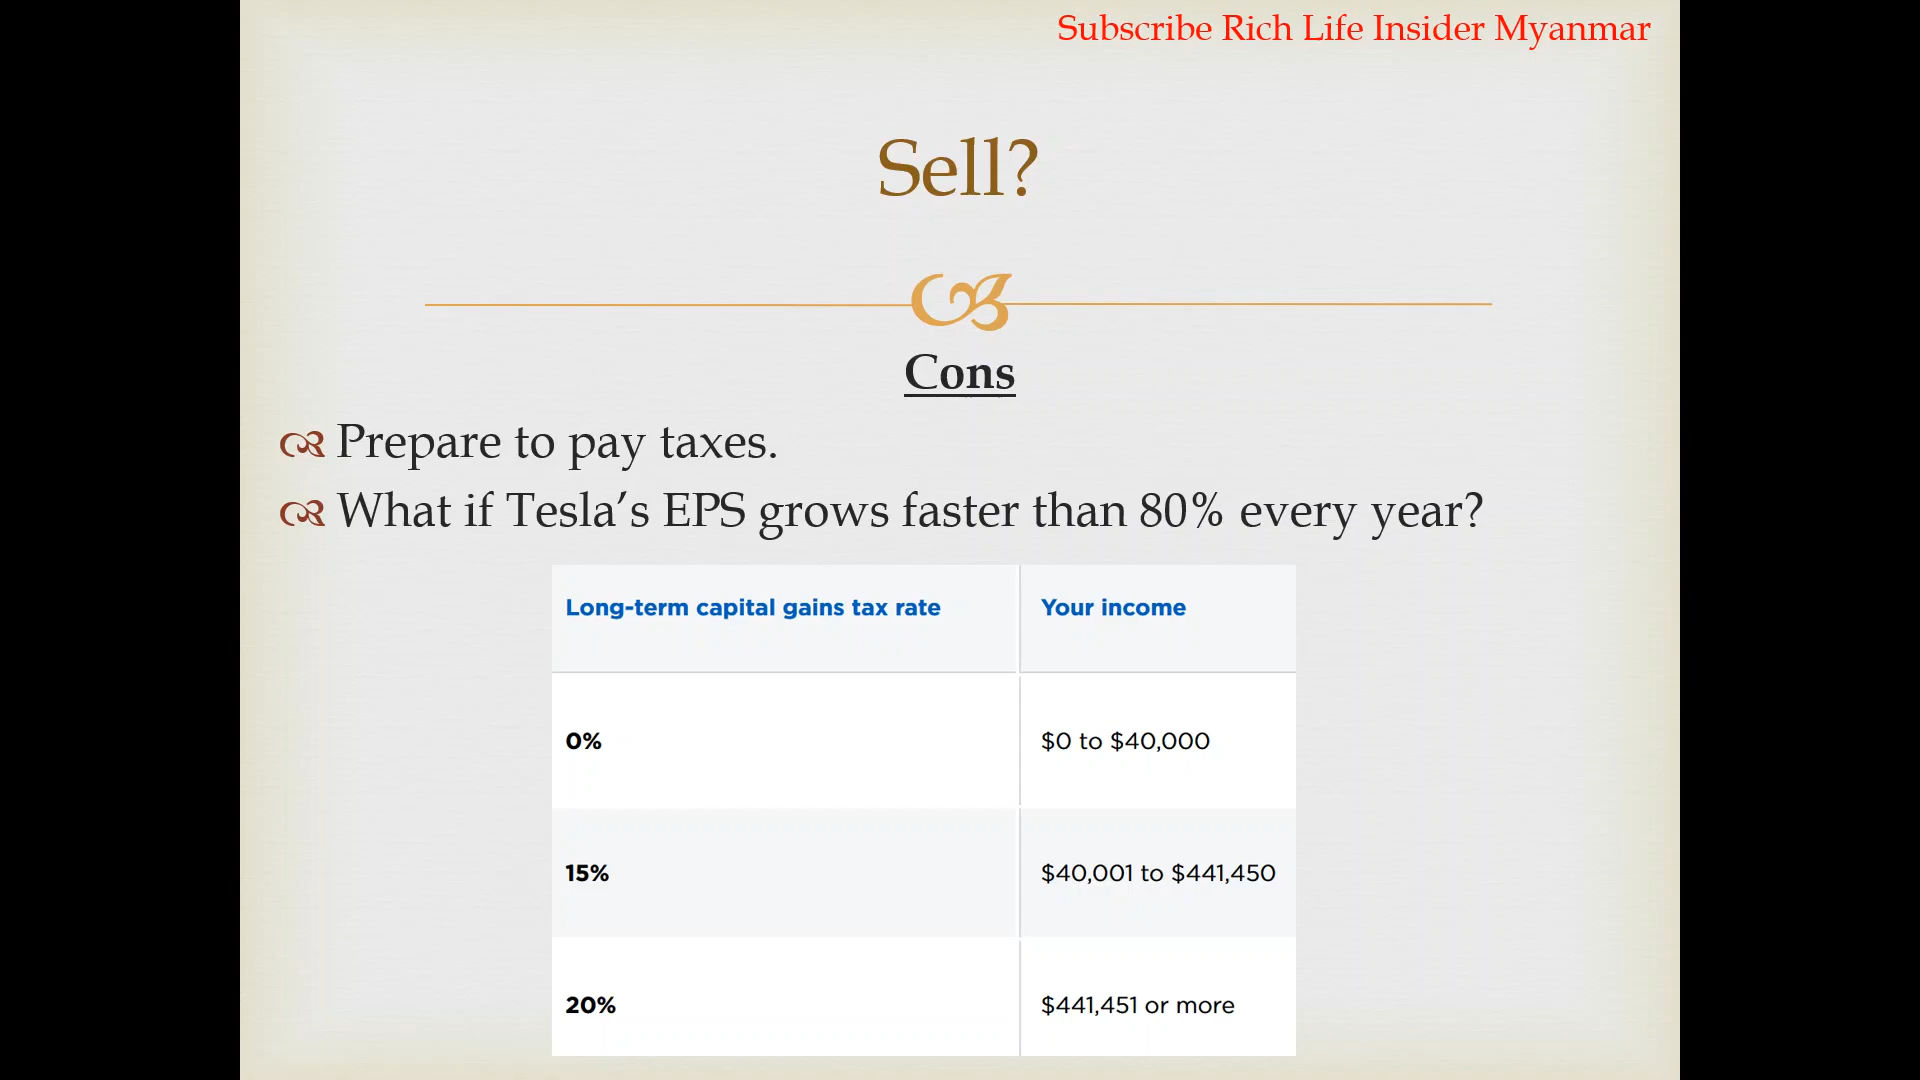 Subscribe Rich Life Insider Myanmar
Sell?
Cons
Prepare to pay taxes.
What if Tesla’s EPS grows faster than 80% every year?
Long-term capital gains tax rate Your income
0% $0 to $40,000
15% $40,001 to $441,450
20% $441,451 or more